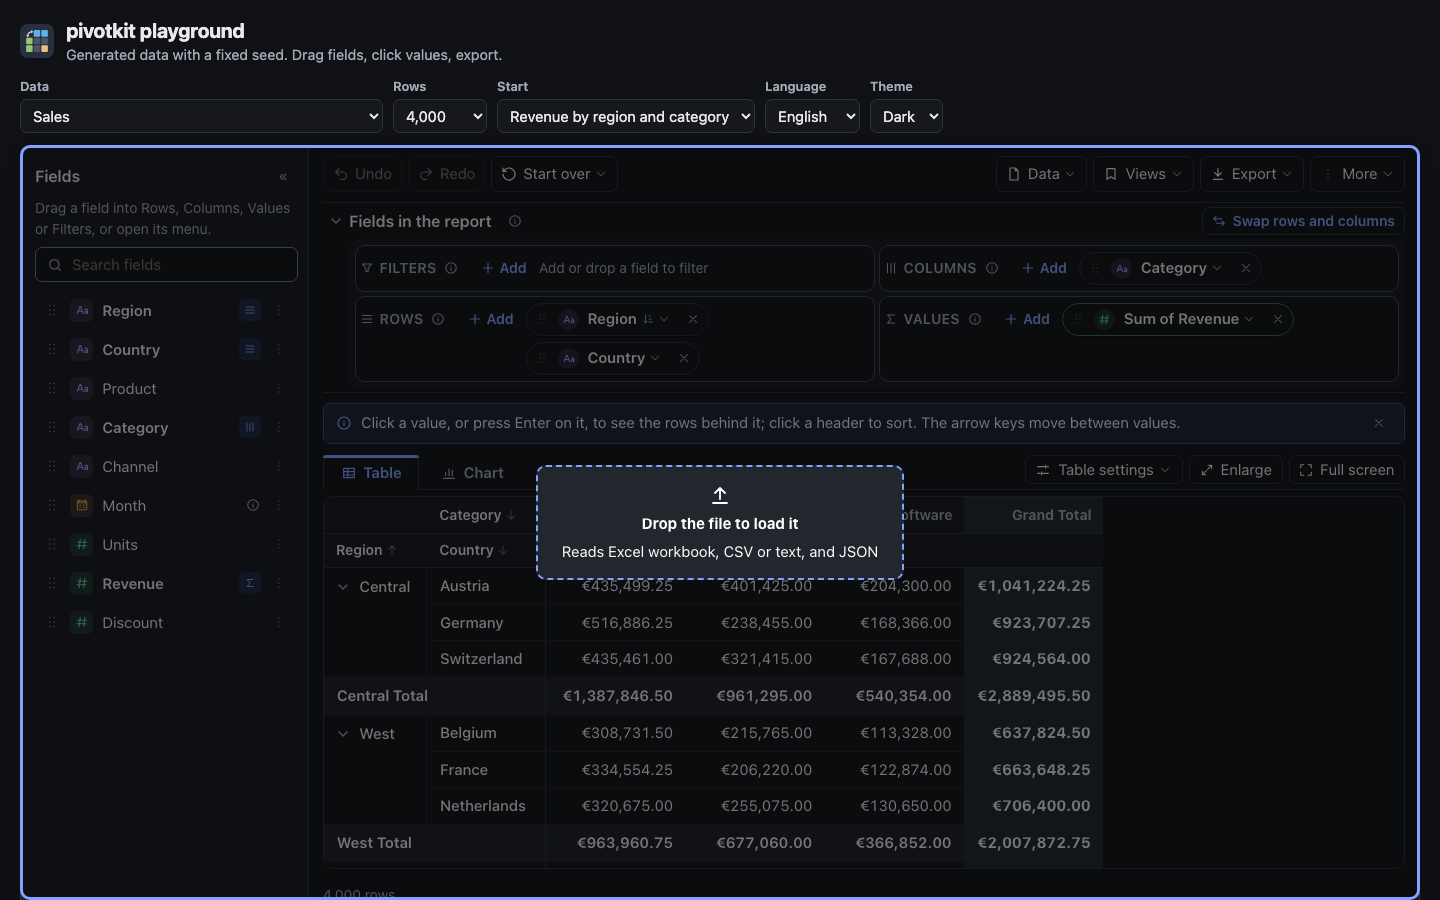 pivotkit playground
Generated data with a fixed seed. Drag fields, click values, export.
Data
Rows
Start
Language
Theme
Sales
4,000
Revenue by region and category
English
Dark
Fields
«
Drag a field into Rows, Columns, Values
or Filters, or open its menu.
Search fields
Aa Region
Aa Country
Aa Product
Aa Category
Aa Channel
Month
Units
# Revenue Σ
# Discount
Undo
Redo
Start over
Data
Views
Export
More
Fields in the report
Swap rows and columns
FILTERS
+ Add
Add or drop a field to filter
COLUMNS
+ Add
Aa Category
ROWS
+ Add
Aa Region
Aa Country
Σ VALUES
+ Add
# Sum of Revenue
Click a value, or press Enter on it, to see the rows behind it; click a header to sort. The arrow keys move between values.
Table
Chart
Table settings
Enlarge
Full screen
Drop the file to load it
Reads Excel workbook, CSV or text, and JSON
Category
Grand Total
Region
Country
Central Austria €435,499.25 €401,425.00 €204,300.00 €1,041,224.25
Germany €516,886.25 €238,455.00 €168,366.00 €923,707.25
Switzerland €435,461.00 €321,415.00 €167,688.00 €924,564.00
Central Total €1,387,846.50 €961,295.00 €540,354.00 €2,889,495.50
West Belgium €308,731.50 €215,765.00 €113,328.00 €637,824.50
France €334,554.25 €206,220.00 €122,874.00 €663,648.25
Netherlands €320,675.00 €255,075.00 €130,650.00 €706,400.00
West Total €963,960.75 €677,060.00 €366,852.00 €2,007,872.75
4,000 rows